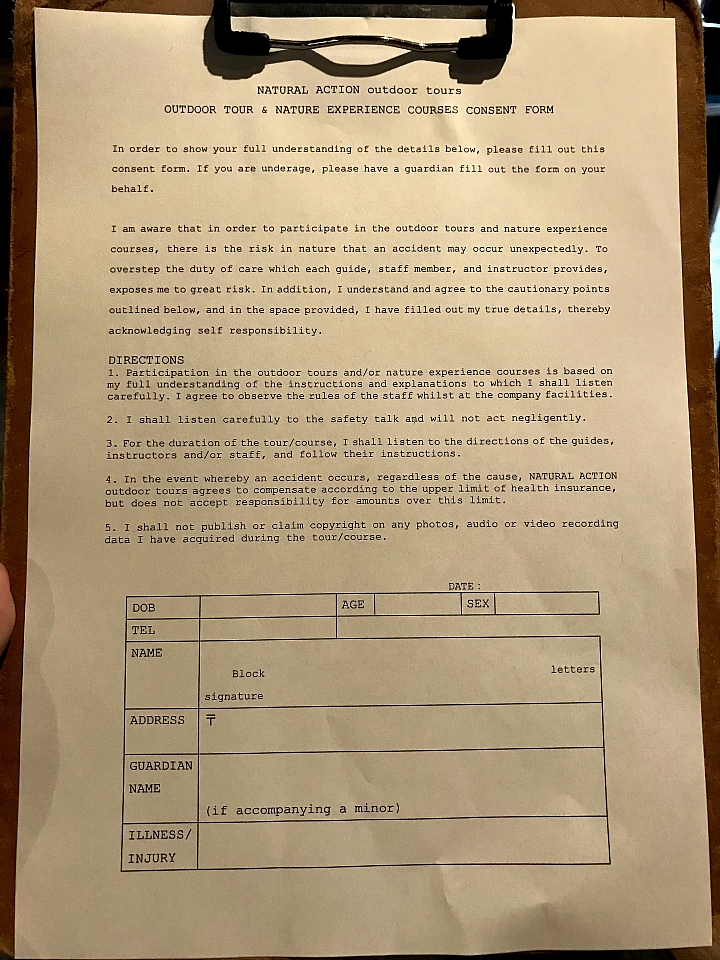 NATURAL ACTION outdoor tours
OUTDOOR TOUR & NATURE EXPERIENCE COURSES CONSENT FORM
In order to show your full understanding of the details below, please fill out this
consent form. If you are underage, please have a guardian fill out the form on your
behalf.
I am aware that in order to participate in the outdoor tours and nature experience
courses, there is the risk in nature that an accident may occur unexpectedly. To
overstep the duty of care which each guide, staff member, and instructor provides,
exposes me to great risk. In addition, I understand and agree to the cautionary points
outlined below, and in the space provided, I have filled out my true details, thereby
acknowledging self responsibility.
DIRECTIONS
1. Participation in the outdoor tours and/or nature experience courses is based on
my full understanding of the instructions and explanations to which I shall listen
carefully. I agree to observe the rules of the staff whilst at the company facilities.
2. I shall listen carefully to the safety talk and will not act negligently.
3. For the duration of the tour/course, I shall listen to the directions of the guides,
instructors and/or staff, and follow their instructions.
4. In the event whereby an accident occurs, regardless of the cause, NATURAL ACTION
outdoor tours agrees to compensate according to the upper limit of health insurance,
but does not accept responsibility for amounts over this limit.
5. I shall not publish or claim copyright on any photos, audio or video recording
data I have acquired during the tour/course.
DATE:
DOB AGE SEX
TEL
NAME
Block letters
signature
ADDRESS 〒
GUARDIAN
NAME
(if accompanying a minor)
ILLNESS/
INJURY